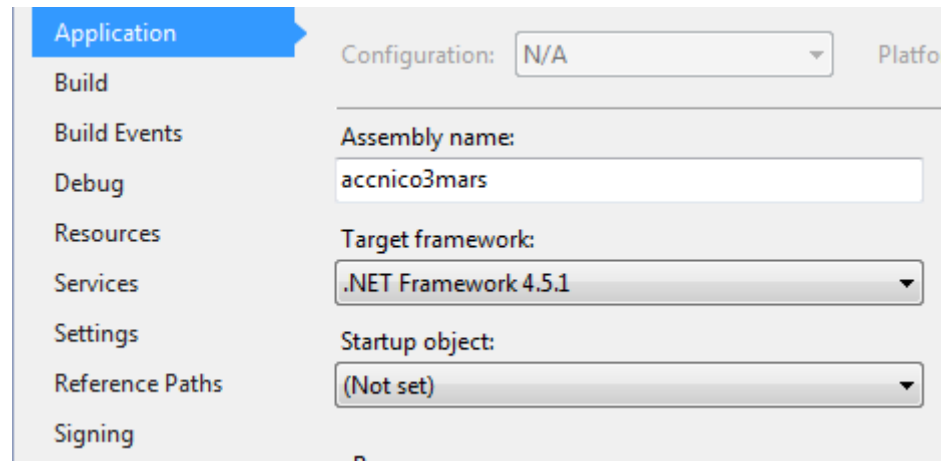 Application
Build
Build Events
Debug
Resources
Services
Settings
Reference Paths
Signing
Configuration: N/A Platfo
Assembly name:
accnico3mars
Target framework:
.NET Framework 4.5.1
Startup object:
(Not set)